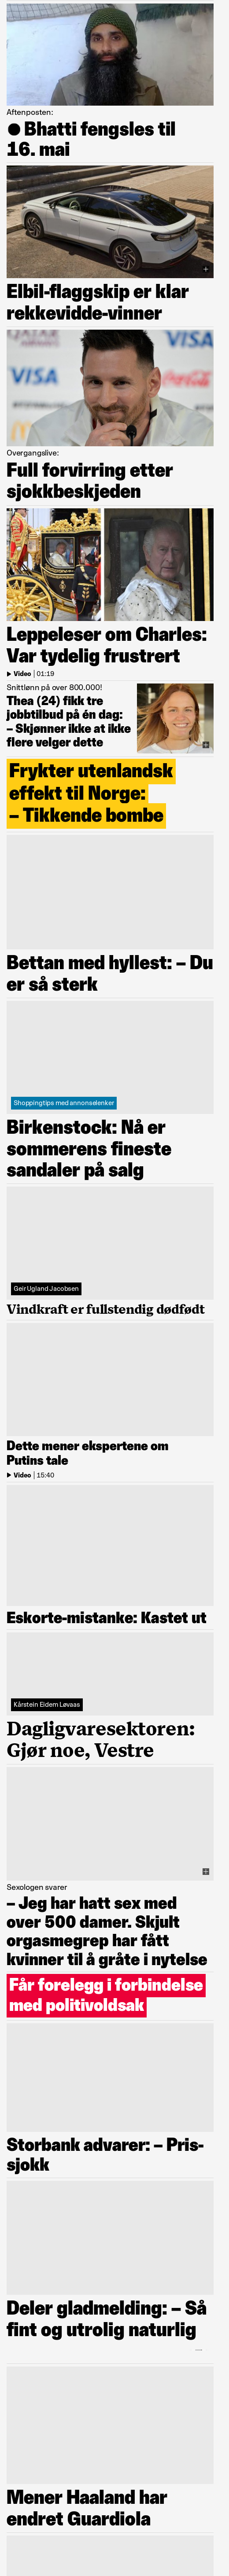 Aftenposten:
● Bhatti fengsles til
16. mai
Elbil-flaggskip er klar
rekkevidde-vinner
VISA
VISA
Coca-Cola
Overgangslive:
Full forvirring etter
sjokkbeskjeden
Leppeleser om Charles:
Var tydelig frustrert
Video | 01:19
Snittlønn på over 800.000!
Thea (24) fikk tre
jobbtilbud på én dag:
– Skjønner ikke at ikke
flere velger dette
Frykter utenlandsk
effekt til Norge:
– Tikkende bombe
Bettan med hyllest: – Du
er så sterk
Shoppingtips med annonselenker
Birkenstock: Nå er
sommerens fineste
sandaler på salg
Geir Ugland Jacobsen
Vindkraft er fullstendig dødfødt
Dette mener ekspertene om
Putins tale
Video | 15:40
Eskorte-mistanke: Kastet ut
Kårstein Eidem Løvaas
Dagligvaresektoren:
Gjør noe, Vestre
Sexologen svarer
– Jeg har hatt sex med
over 500 damer. Skjult
orgasmegrep har fått
kvinner til å gråte i nytelse
Får forelegg i forbindelse
med politivoldsak
Storbank advarer: – Pris-
sjokk
Deler gladmelding: – Så
fint og utrolig naturlig
Mener Haaland har
endret Guardiola